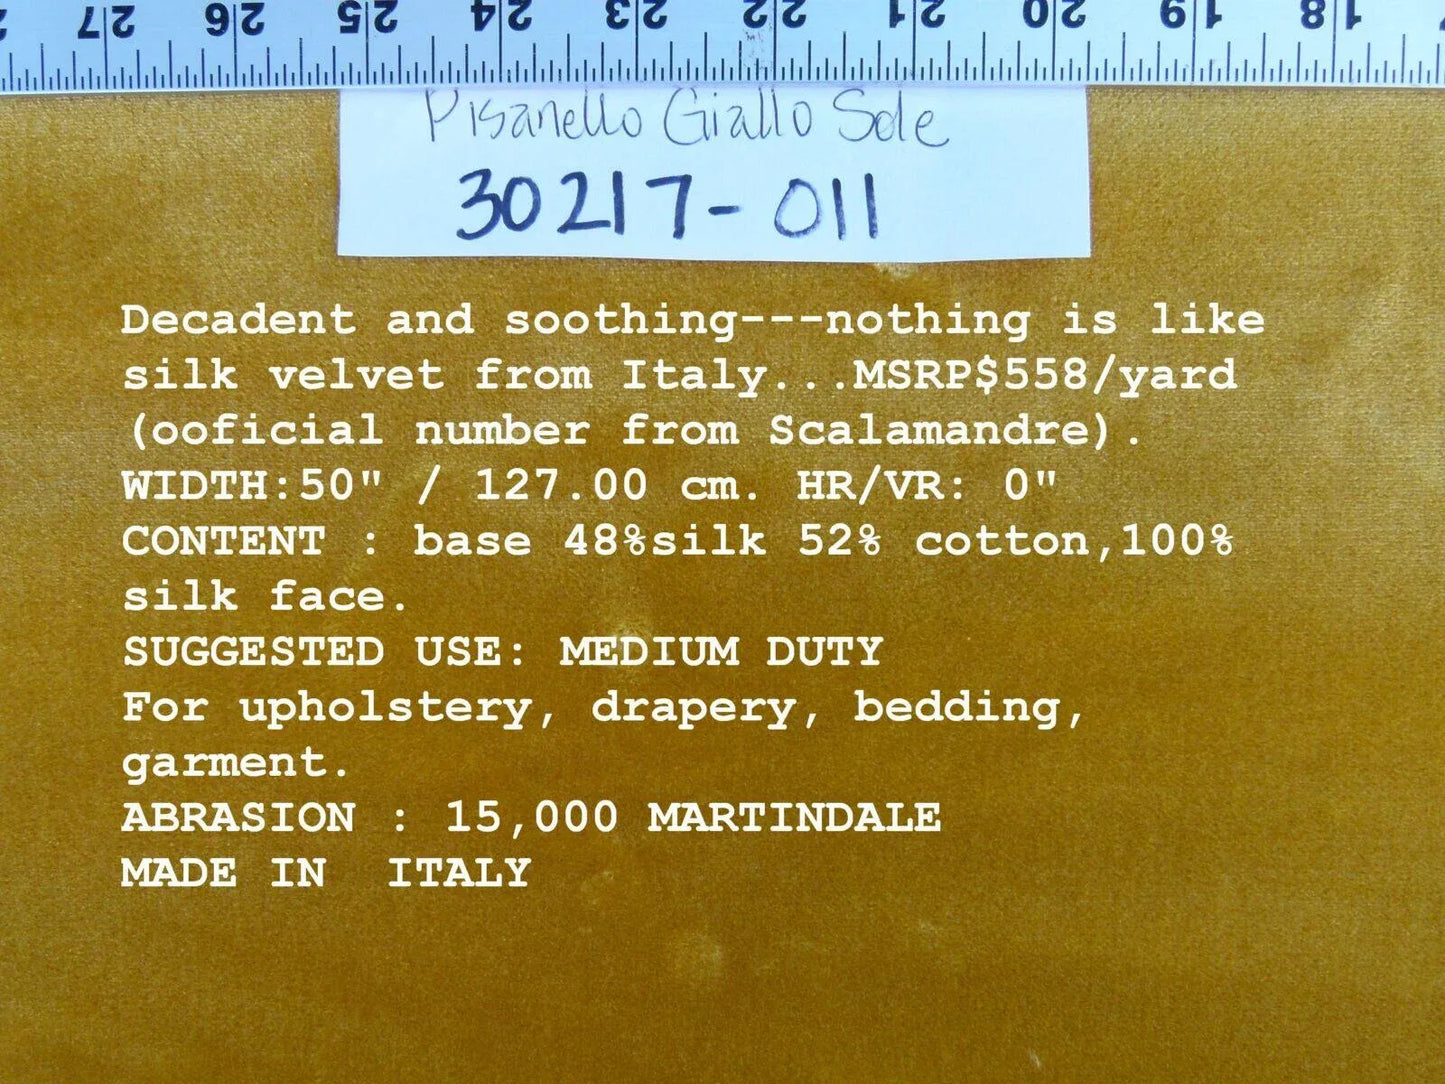 27 26 25 24 23 22 21 20 19 18
Pisanello Giallo Sole
30217-011
Decadent and soothing---nothing is like
silk velvet from Italy...MSRP$558/yard
(ooficial number from Scalamandre).
WIDTH:50" / 127.00 cm. HR/VR: 0"
CONTENT : base 48%silk 52% cotton,100%
silk face.
SUGGESTED USE: MEDIUM DUTY
For upholstery, drapery, bedding,
garment.
ABRASION : 15,000 MARTINDALE
MADE IN  ITALY